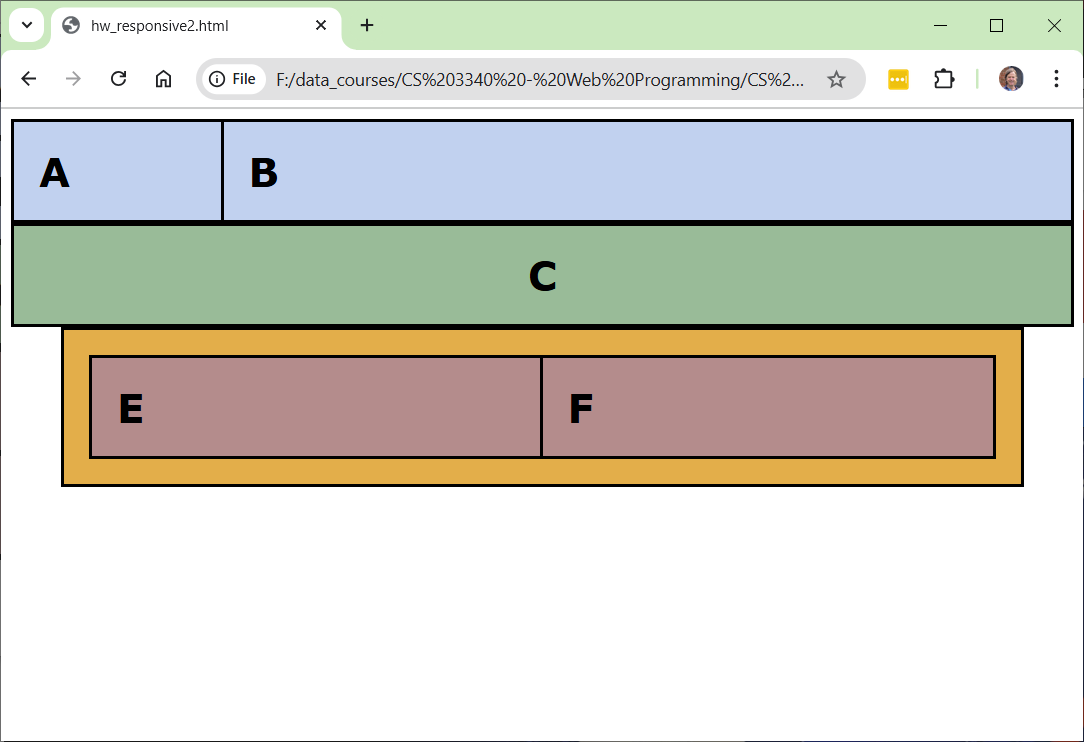 hw_responsive2.html
File F:/data_courses/CS%203340%20-%20Web%20Programming/CS%2...
A B
C
E F